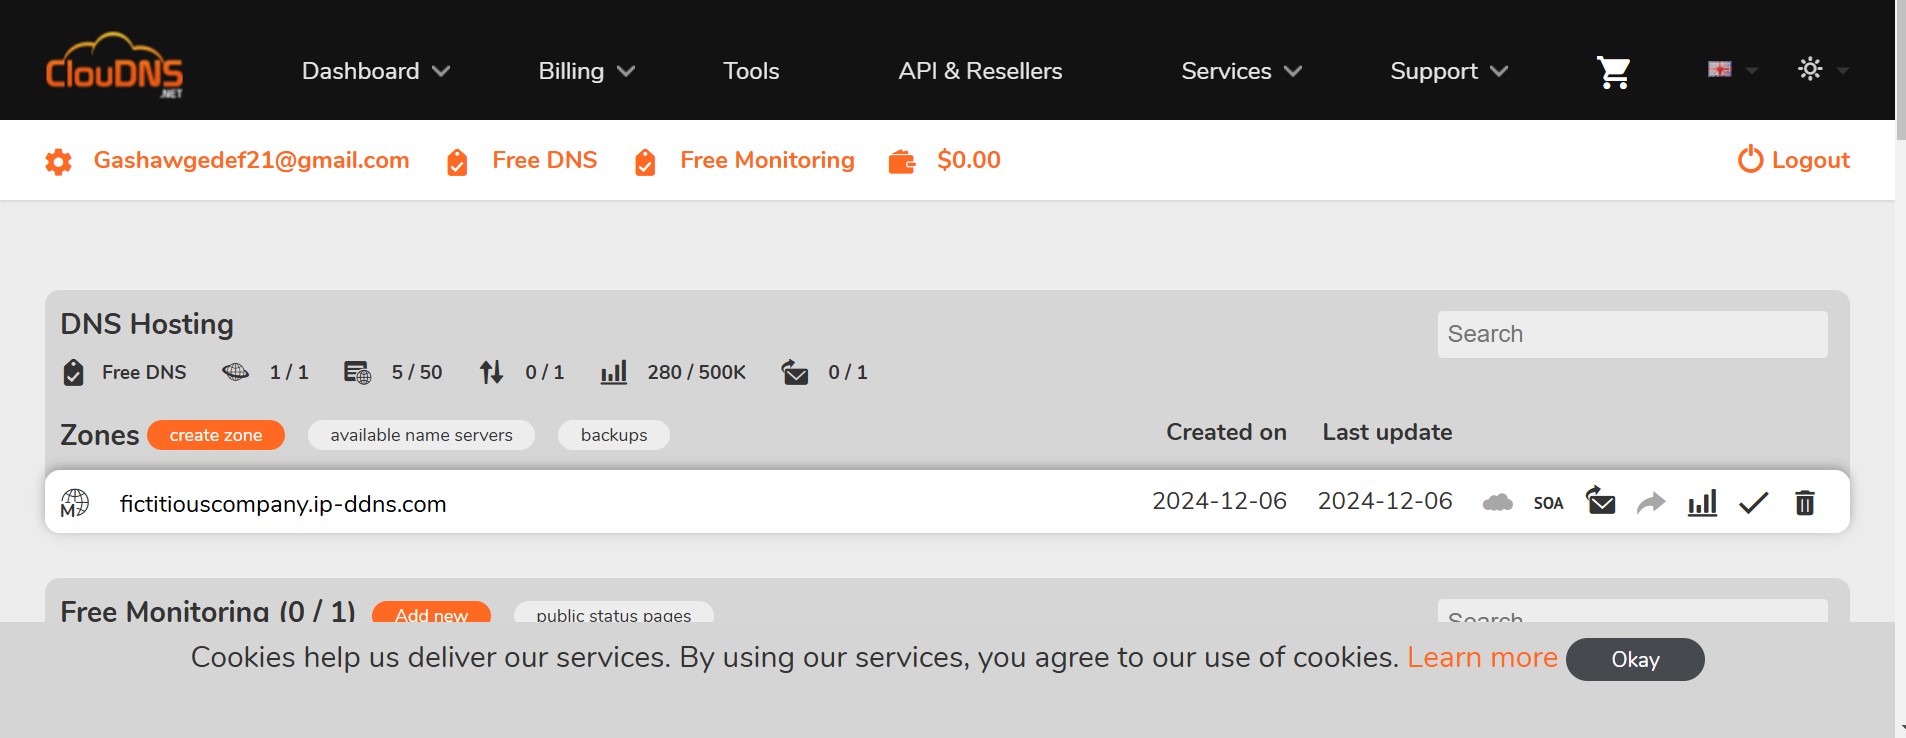 ClouDNS
.NET
Dashboard Billing Tools API & Resellers Services Support
Gashawgedef21@gmail.com Free DNS Free Monitoring $0.00 Logout
DNS Hosting Search
Free DNS 1 / 1 5 / 50 0 / 1 280 / 500K 0 / 1
Zones create zone available name servers backups Created on Last update
M fictitiouscompany.ip-ddns.com 2024-12-06 2024-12-06 SOA
Free Monitoring (0 / 1) Add new public status pages Search
Cookies help us deliver our services. By using our services, you agree to our use of cookies. Learn more Okay